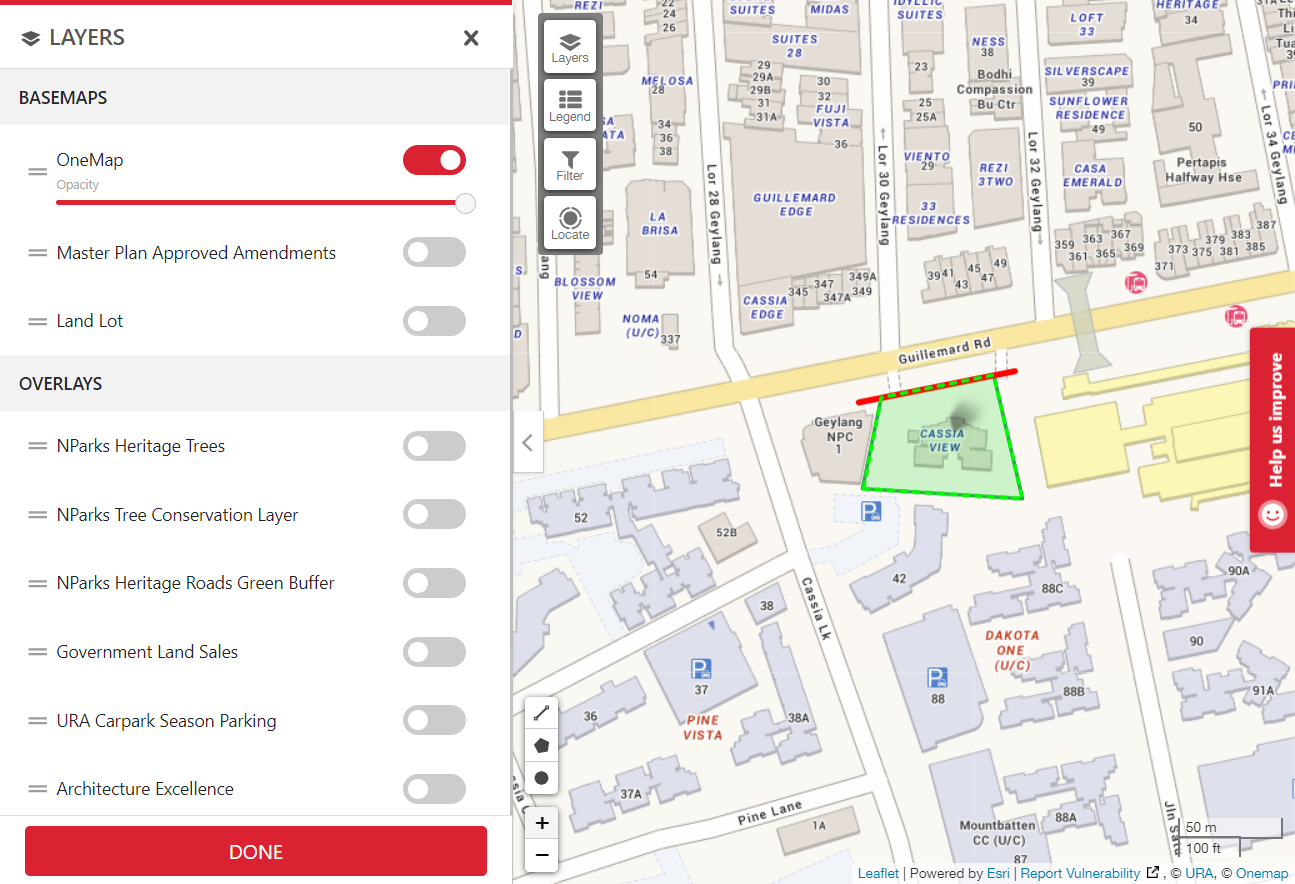 LAYERS
BASEMAPS
OneMap
Opacity
Master Plan Approved Amendments
Land Lot
OVERLAYS
NParks Heritage Trees
NParks Tree Conservation Layer
NParks Heritage Roads Green Buffer
Government Land Sales
URA Carpark Season Parking
Architecture Excellence
DONE
Layers
Legend
Filter
Locate
REZI
24
26
SUITES
MIDAS
IDYLLIC
SUITES
LOFT
33
HERITAGE
34
SUITES
28
NESS
38
Bodhi
Compassion
Bu Ctr
MELOSA
28
29
29A
29B
31
31A
30
32
FUJI
VISTA
36
23
25
25A
SILVERSCAPE
39
SUNFLOWER
RESIDENCE
49
50
34
36
38
VIENTO
29
REZI
3TWO
CASA
EMERALD
Pertapis
Halfway Hse
GUILLEMARD
EDGE
33
RESIDENCES
LA
BRISA
54
Lor 28 Geylang
Lor 30 Geylang
Lor 32 Geylang
Lor 34 Geylang
359
361
363
365
367
369
371
373
375
379
381
383
385
387
39
41
43
45
47
49
BLOSSOM
VIEW
345
347
347A
349
349A
CASSIA
EDGE
NOMA
(U/C)
337
Guillemard Rd
Geylang
NPC
1
CASSIA
VIEW
Help us improve
52
52B
P
42
38
Cassia Lk
88C
90A
DAKOTA
ONE
(U/C)
90
P
37
PINE
VISTA
36
38A
P
88
88B
91A
37A
Pine Lane
1A
Mountbatten
CC (U/C)
87
88A
50 m
100 ft
+
−
Leaflet | Powered by Esri | Report Vulnerability , © URA, © Onemap